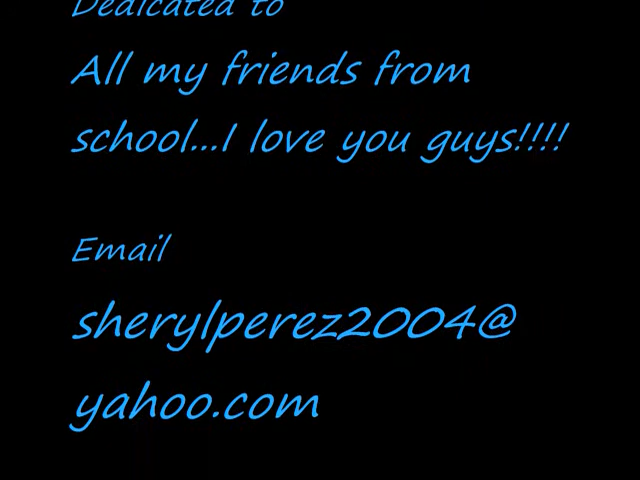 Dedicated to
All my friends from
school...I love you guys!!!!
Email
sherylperez2004@
yahoo.com